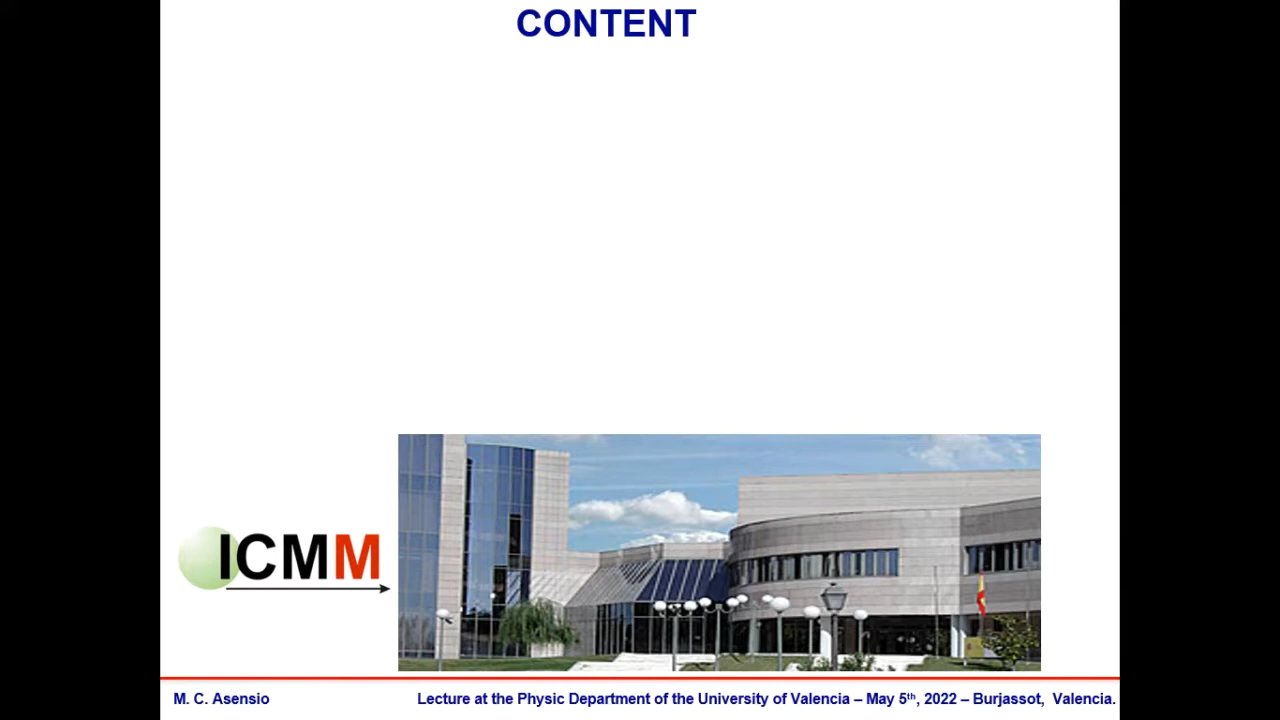 CONTENT
ICMM
M. C. Asensio
Lecture at the Physic Department of the University of Valencia – May 5th, 2022 – Burjassot, Valencia.